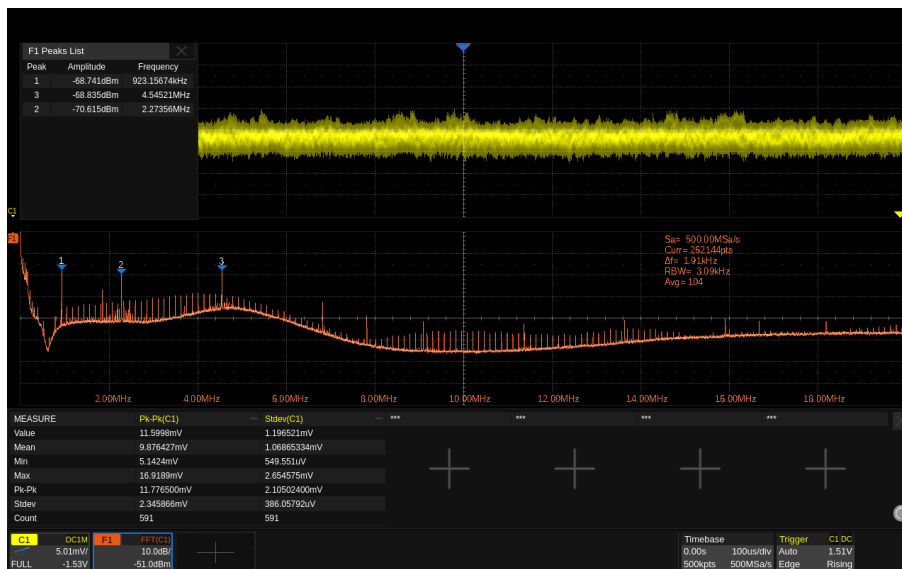 F1 Peaks List
Peak Amplitude Frequency
1 -68.741dBm 923.15674kHz
3 -68.835dBm 4.54521MHz
2 -70.615dBm 2.27356MHz
C1
F1
1 2 3
Sa= 500.00MSa/s
Curr= 262144pts
Δf= 1.91kHz
RBW= 3.09kHz
Avg= 104
2.00MHz 4.00MHz 6.00MHz 8.00MHz 10.00MHz 12.00MHz 14.00MHz 16.00MHz 18.00MHz
MEASURE Pk-Pk(C1) Stdev(C1) *** *** *** ***
Value 11.5998mV 1.196521mV
Mean 9.876427mV 1.06865334mV
Min 5.1424mV 549.551uV
Max 16.9189mV 2.654575mV
Pk-Pk 11.776500mV 2.10502400mV
Stdev 2.345866mV 386.05792uV
Count 591 591
C1 DC1M F1 FFT(C1) Timebase Trigger C1 DC
5.01mV/ 10.0dB/ 0.00s 100us/div Auto 1.51V
FULL -1.53V -51.0dBm 500kpts 500MSa/s Edge Rising